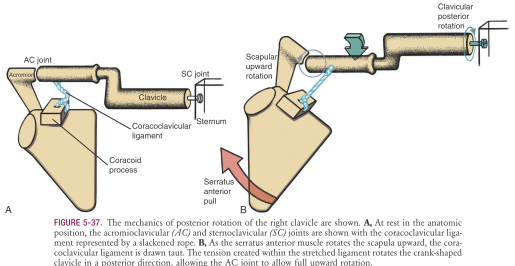 Clavicular
posterior
rotation
AC joint
Acromion
SC joint
Clavicle
Sternum
Coracoclavicular
ligament
Coracoid
process
A
Scapular
upward
rotation
Serratus
anterior
pull
B
FIGURE 5-37. The mechanics of posterior rotation of the right clavicle are shown. A, At rest in the anatomic
position, the acromioclavicular (AC) and sternoclavicular (SC) joints are shown with the coracoclavicular liga-
ment represented by a slackened rope. B, As the serratus anterior muscle rotates the scapula upward, the cora-
coclavicular ligament is drawn taut. The tension created within the stretched ligament rotates the crank-shaped
clavicle in a posterior direction, allowing the AC joint to allow full upward rotation.